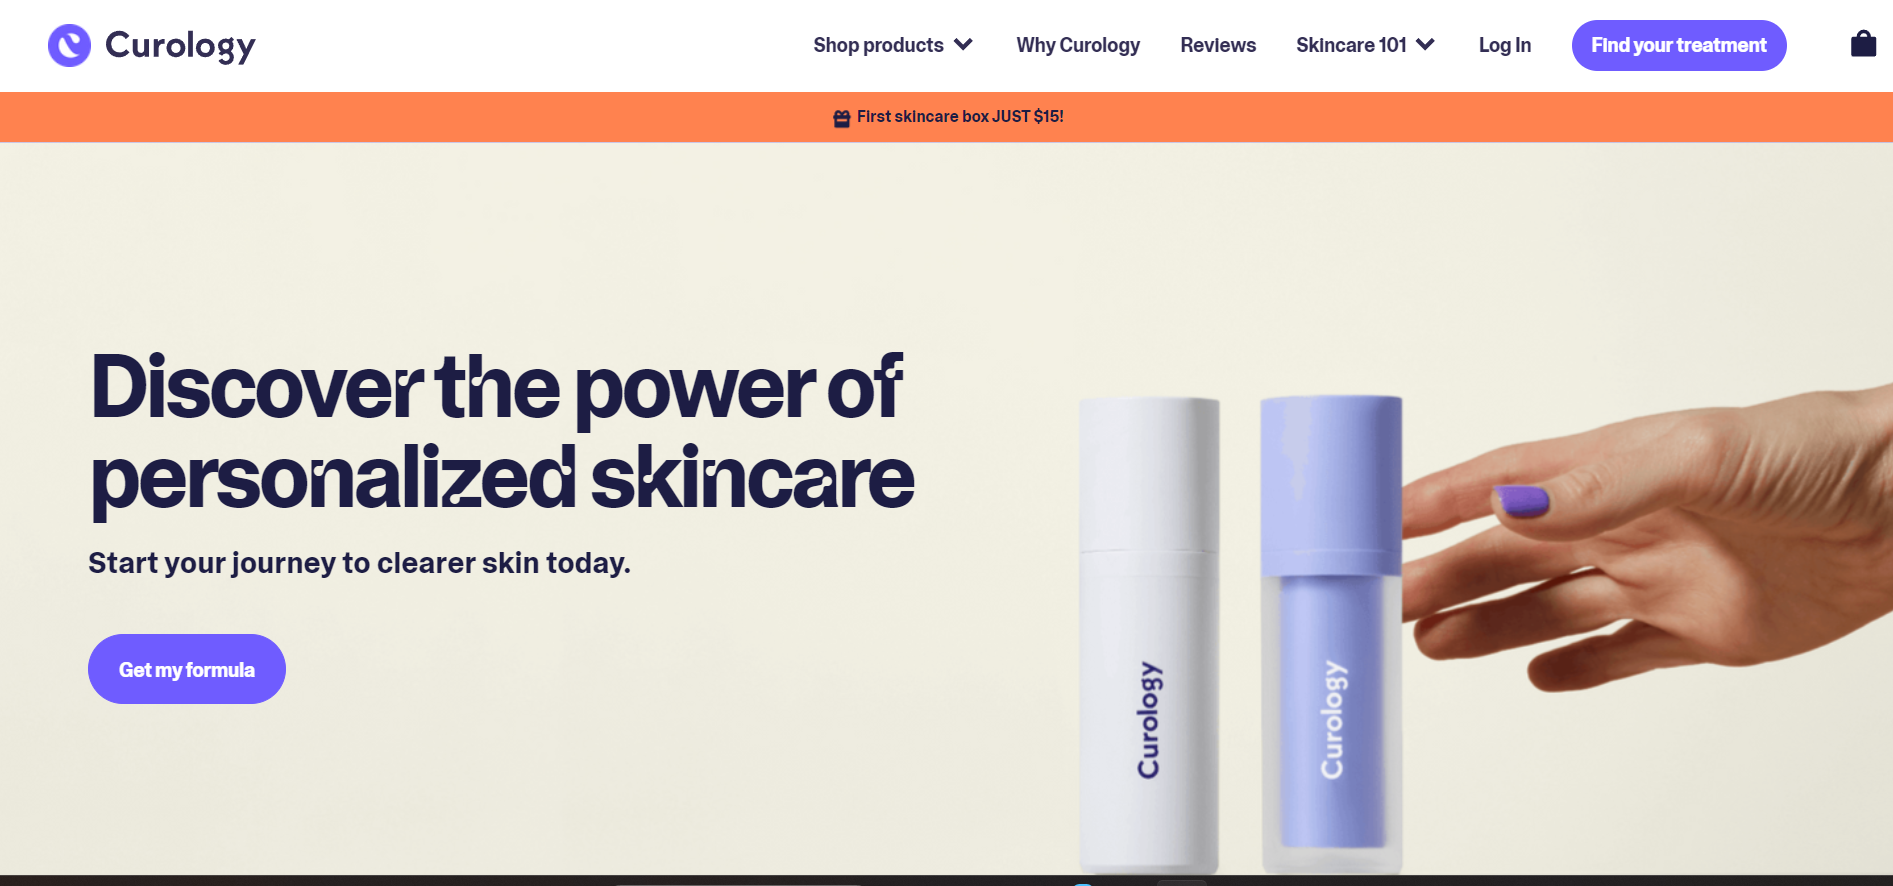 Curology
Shop products
Why Curology
Reviews
Skincare 101
Log In
Find your treatment
First skincare box JUST $15!
Discover the power of
personalized skincare
Start your journey to clearer skin today.
Get my formula
Curology
Curology